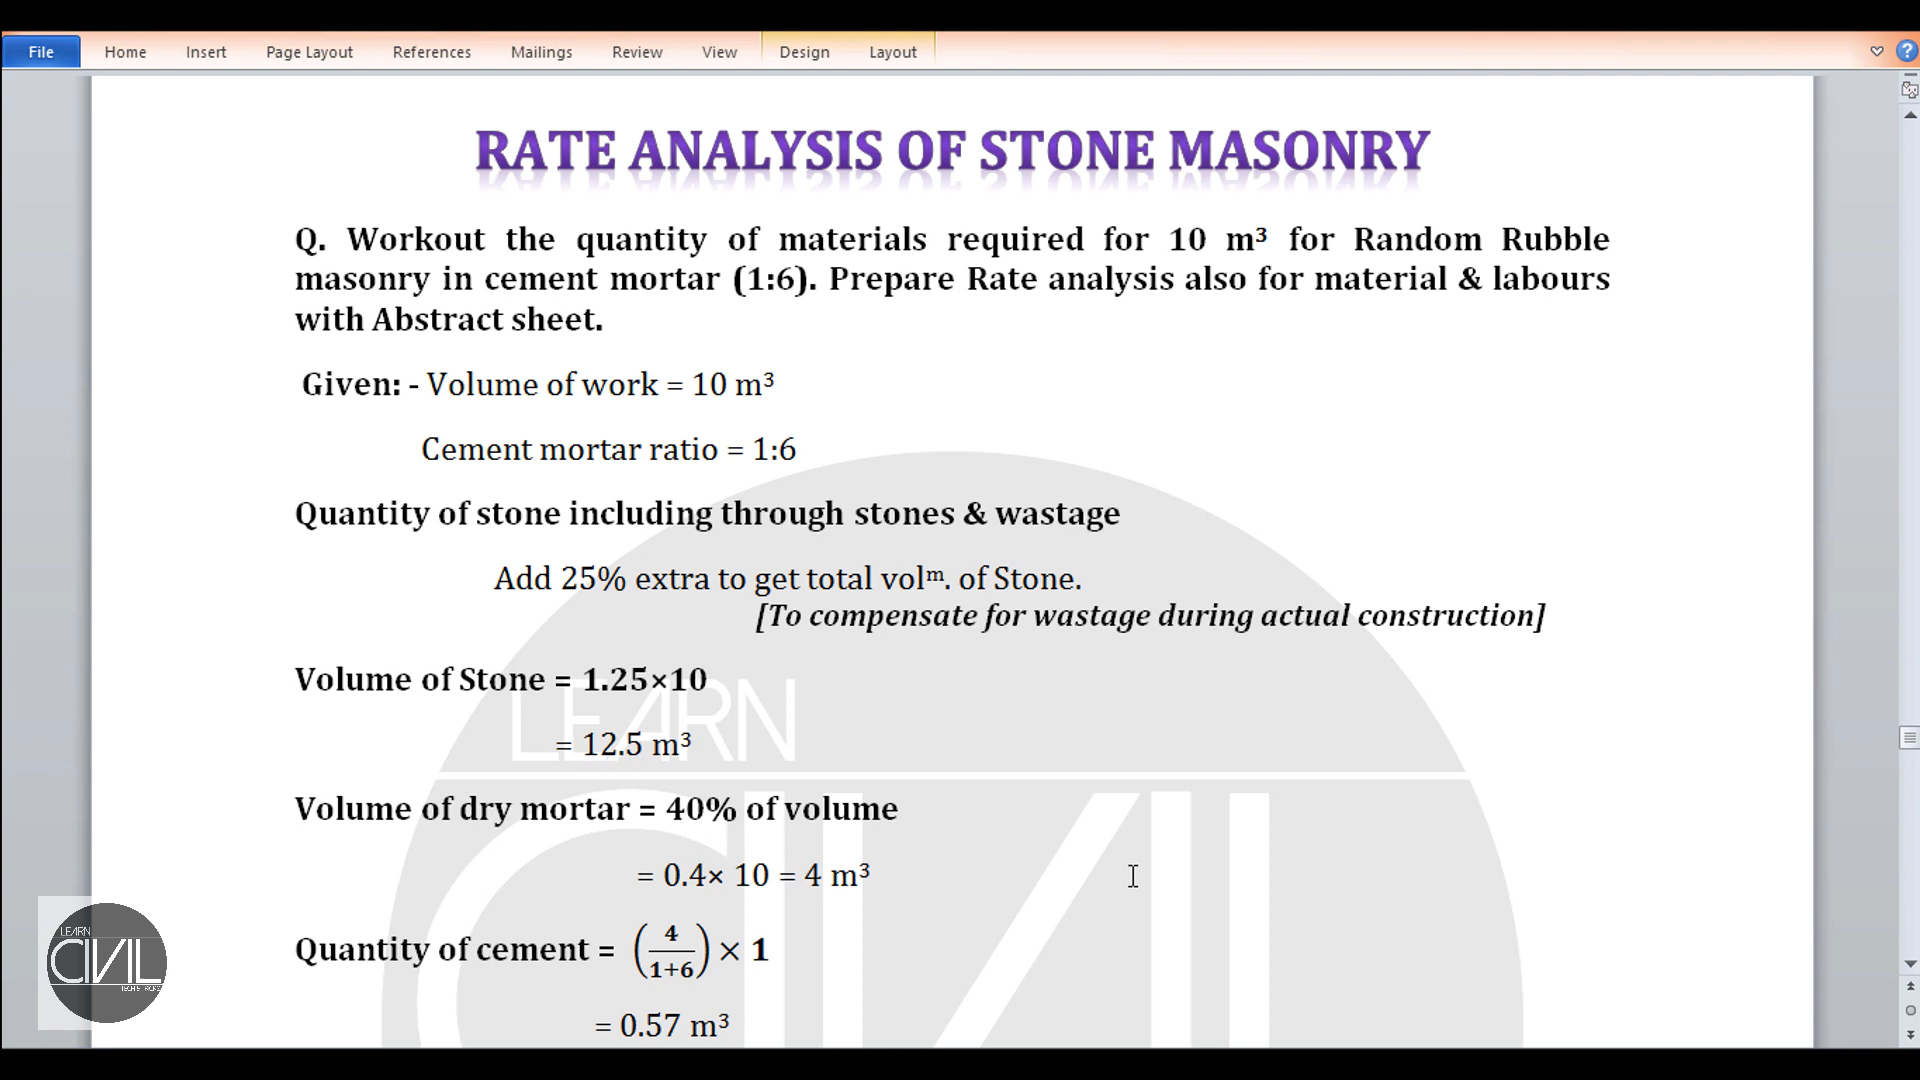 File Home Insert Page Layout References Mailings Review View Design Layout
RATE ANALYSIS OF STONE MASONRY
Q. Workout the quantity of materials required for 10 m³ for Random Rubble
masonry in cement mortar (1:6). Prepare Rate analysis also for material & labours
with Abstract sheet.
Given: - Volume of work = 10 m³
Cement mortar ratio = 1:6
Quantity of stone including through stones & wastage
Add 25% extra to get total volᵐ. of Stone.
[To compensate for wastage during actual construction]
Volume of Stone = 1.25×10
= 12.5 m³
LEARN
Volume of dry mortar = 40% of volume
CIVIL
= 0.4× 10 = 4 m³
Quantity of cement = (4/(1+6)) × 1
= 0.57 m³
LEARN
CIVIL